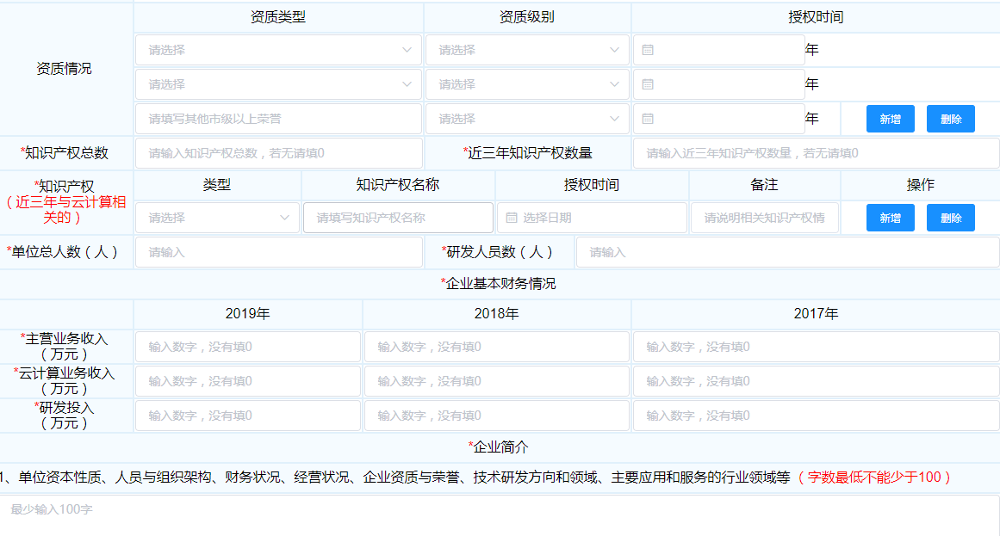 资质类型 资质级别 授权时间
资质情况
请选择 请选择 年
请选择 请选择 年
请填写其他市级以上荣誉 请选择 年 新增 删除
*知识产权总数 请输入知识产权总数，若无请填0 *近三年知识产权数量 请输入近三年知识产权数量，若无请填0
*知识产权
（近三年与云计算相
关的）
类型 知识产权名称 授权时间 备注 操作
请选择 请填写知识产权名称 选择日期 请说明相关知识产权情 新增 删除
*单位总人数（人） 请输入 *研发人员数（人） 请输入
*企业基本财务情况
2019年 2018年 2017年
*主营业务收入
（万元）
输入数字，没有填0 输入数字，没有填0 输入数字，没有填0
*云计算业务收入
（万元）
输入数字，没有填0 输入数字，没有填0 输入数字，没有填0
*研发投入
（万元）
输入数字，没有填0 输入数字，没有填0 输入数字，没有填0
*企业简介
1、单位资本性质、人员与组织架构、财务状况、经营状况、企业资质与荣誉、技术研发方向和领域、主要应用和服务的行业领域等（字数最低不能少于100）
最少输入100字